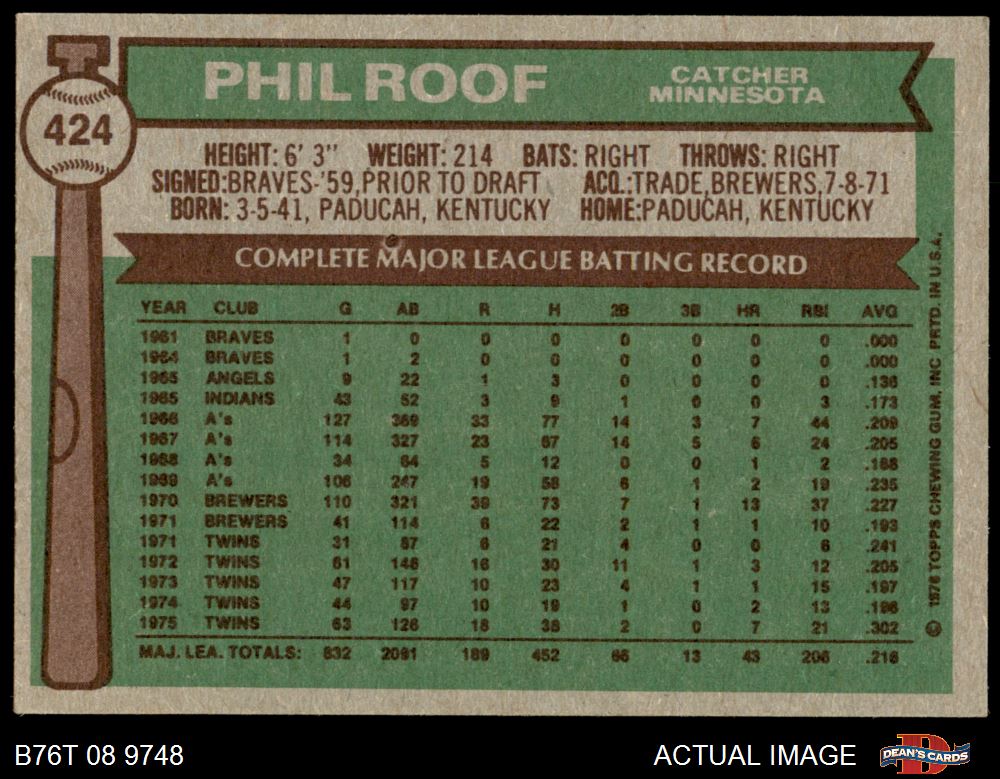 424
PHIL ROOF
CATCHER
MINNESOTA
HEIGHT: 6' 3" WEIGHT: 214 BATS: RIGHT THROWS: RIGHT
SIGNED:BRAVES-'59,PRIOR TO DRAFT ACQ.:TRADE,BREWERS,7-8-71
BORN: 3-5-41, PADUCAH, KENTUCKY HOME:PADUCAH, KENTUCKY
COMPLETE MAJOR LEAGUE BATTING RECORD
YEAR CLUB G AB R H 2B 3B HR RBI AVG
1961 BRAVES 1 0 0 0 0 0 0 0 .000
1964 BRAVES 1 2 0 0 0 0 0 0 .000
1965 ANGELS 9 22 1 3 0 0 0 0 .136
1965 INDIANS 43 52 3 9 1 0 0 3 .173
1966 A's 127 369 33 77 14 3 7 44 .209
1967 A's 114 327 23 67 14 5 6 24 .205
1968 A's 34 64 5 12 0 0 1 2 .188
1969 A's 106 247 19 58 6 1 2 19 .235
1970 BREWERS 110 321 39 73 7 1 13 37 .227
1971 BREWERS 41 114 6 22 2 1 1 10 .193
1971 TWINS 31 87 6 21 4 0 0 6 .241
1972 TWINS 61 146 16 30 11 1 3 12 .205
1973 TWINS 47 117 10 23 4 1 1 15 .197
1974 TWINS 44 97 10 19 1 0 2 13 .196
1975 TWINS 63 126 18 38 2 0 7 21 .302
MAJ. LEA. TOTALS: 832 2091 189 452 66 13 43 206 .216
© 1976 TOPPS CHEWING GUM, INC PRTD. IN U.S.A.
B76T 08 9748
ACTUAL IMAGE
DEAN'S CARDS